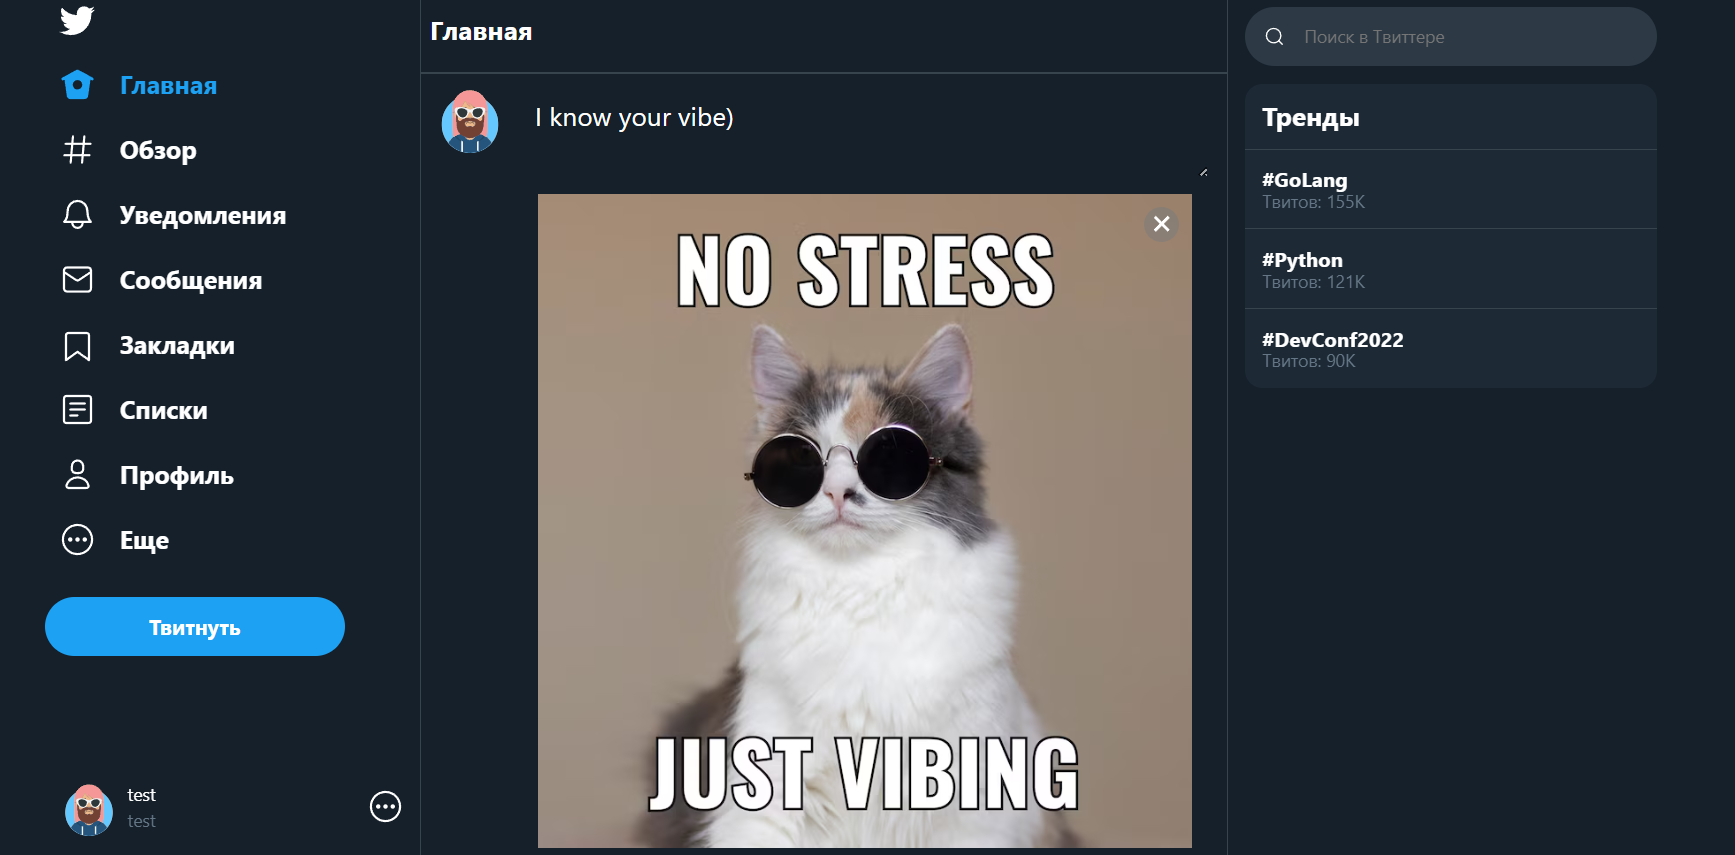 Главная
Обзор
Уведомления
Сообщения
Закладки
Списки
Профиль
Еще
Твитнуть
test
test
Главная
I know your vibe)
NO STRESS
JUST VIBING
Поиск в Твиттере
Тренды
#GoLang
Твитов: 155K
#Python
Твитов: 121K
#DevConf2022
Твитов: 90K